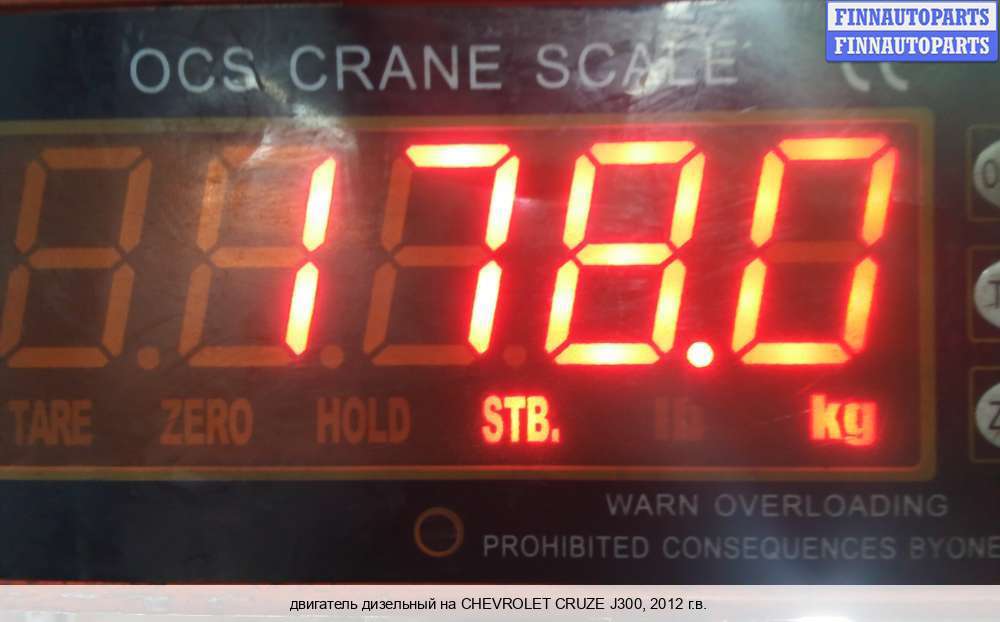 FINNAUTOPARTS
FINNAUTOPARTS
OCS CRANE SCALE
178.0
TARE ZERO HOLD STB. lb kg
WARN OVERLOADING
PROHIBITED CONSEQUENCES BYONE
двигатель дизельный на CHEVROLET CRUZE J300, 2012 г.в.